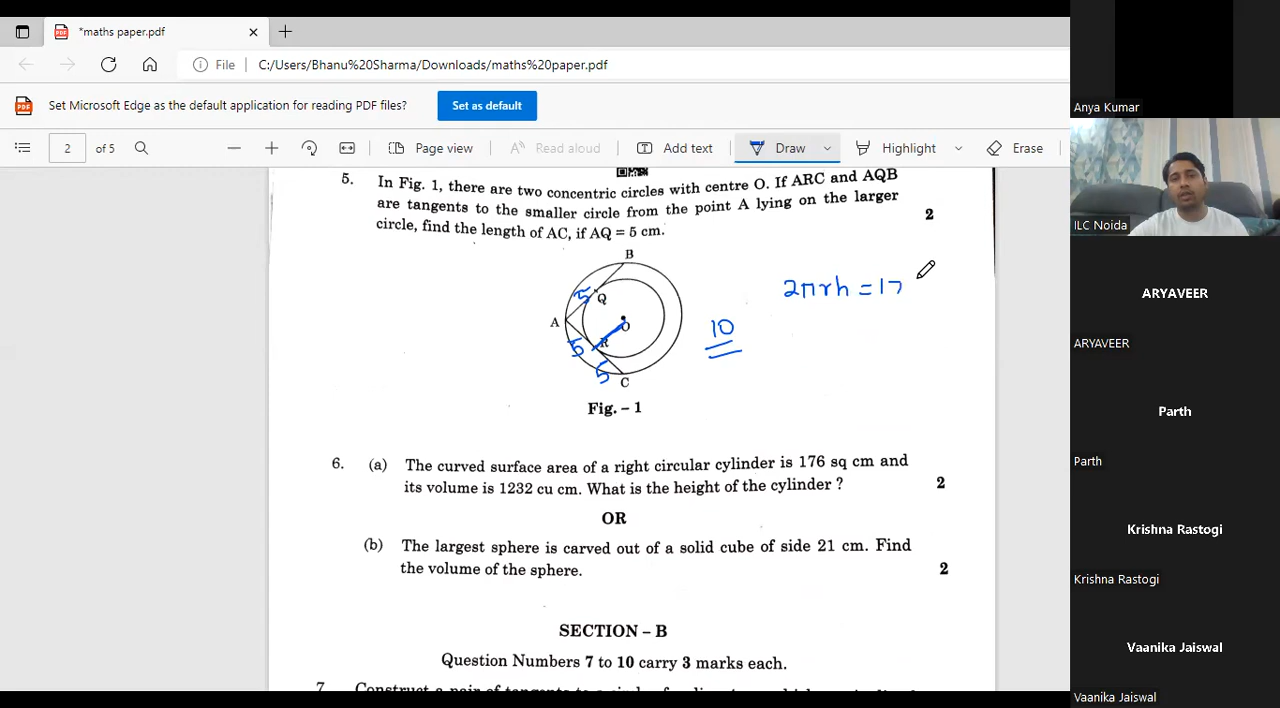 *maths paper.pdf
File
C:/Users/Bhanu%20Sharma/Downloads/maths%20paper.pdf
Set Microsoft Edge as the default application for reading PDF files?
Set as default
2 of 5
Page view
Read aloud
Add text
Draw
Highlight
Erase
5. In Fig. 1, there are two concentric circles with centre O. If ARC and AQB
are tangents to the smaller circle from the point A lying on the larger
circle, find the length of AC, if AQ = 5 cm.
2
B
5
Q
A
O
5
R
5
C
2πrh = 17
10
Fig. – 1
6. (a) The curved surface area of a right circular cylinder is 176 sq cm and
its volume is 1232 cu cm. What is the height of the cylinder ?
2
OR
(b) The largest sphere is carved out of a solid cube of side 21 cm. Find
the volume of the sphere.
2
SECTION – B
Question Numbers 7 to 10 carry 3 marks each.
Anya Kumar
ILC Noida
ARYAVEER
ARYAVEER
Parth
Parth
Krishna Rastogi
Krishna Rastogi
Vaanika Jaiswal
Vaanika Jaiswal